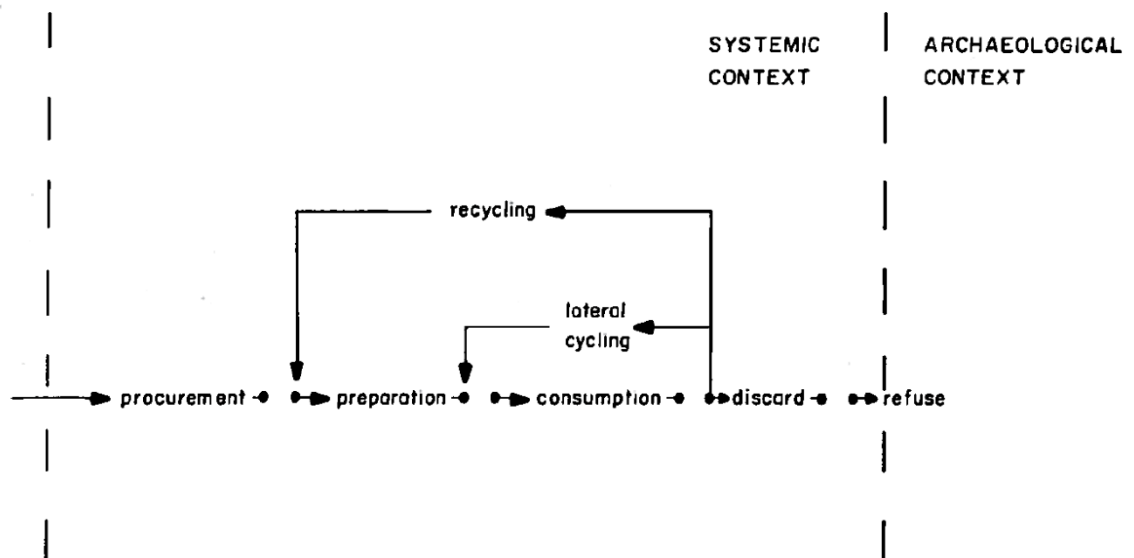 SYSTEMIC
CONTEXT
ARCHAEOLOGICAL
CONTEXT
recycling
lateral
cycling
procurement
preparation
consumption
discard
refuse